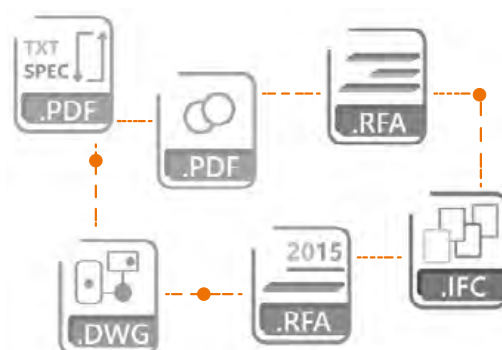 TXT
SPEC
.PDF
.PDF
.RFA
.DWG
2015
.RFA
.IFC